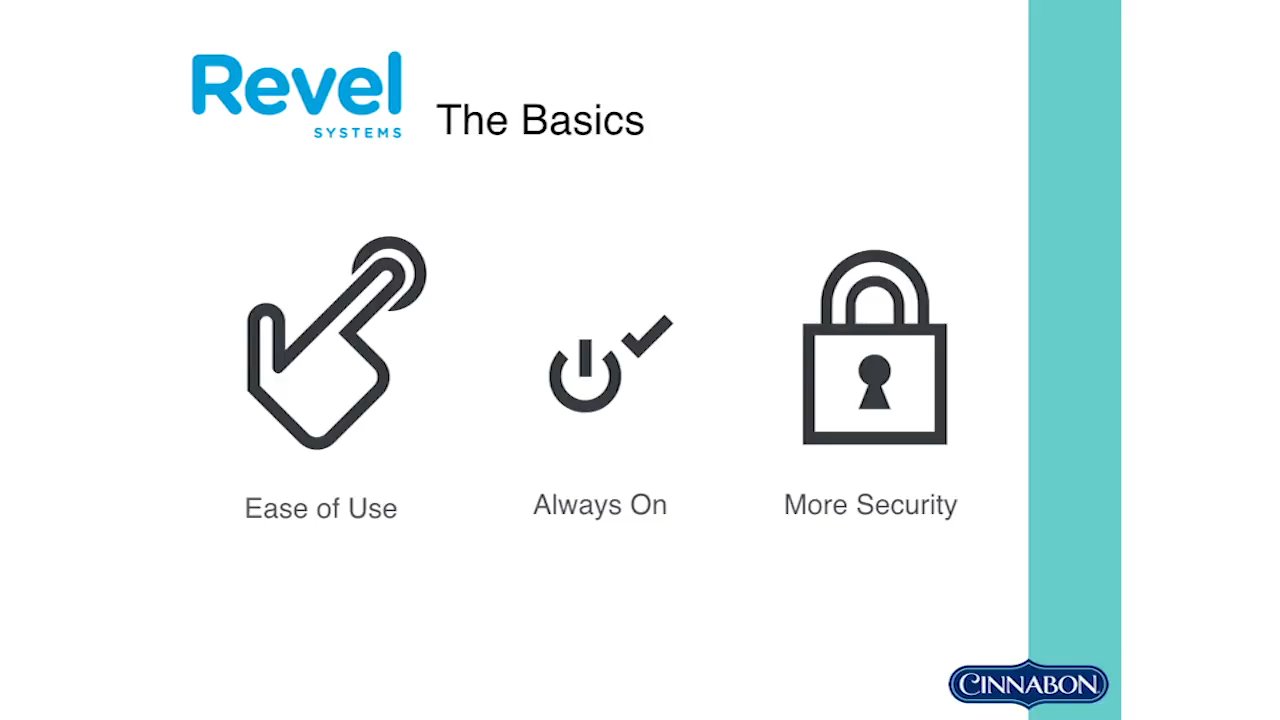 Revel
SYSTEMS
The Basics
Ease of Use
Always On
More Security
CINNABON